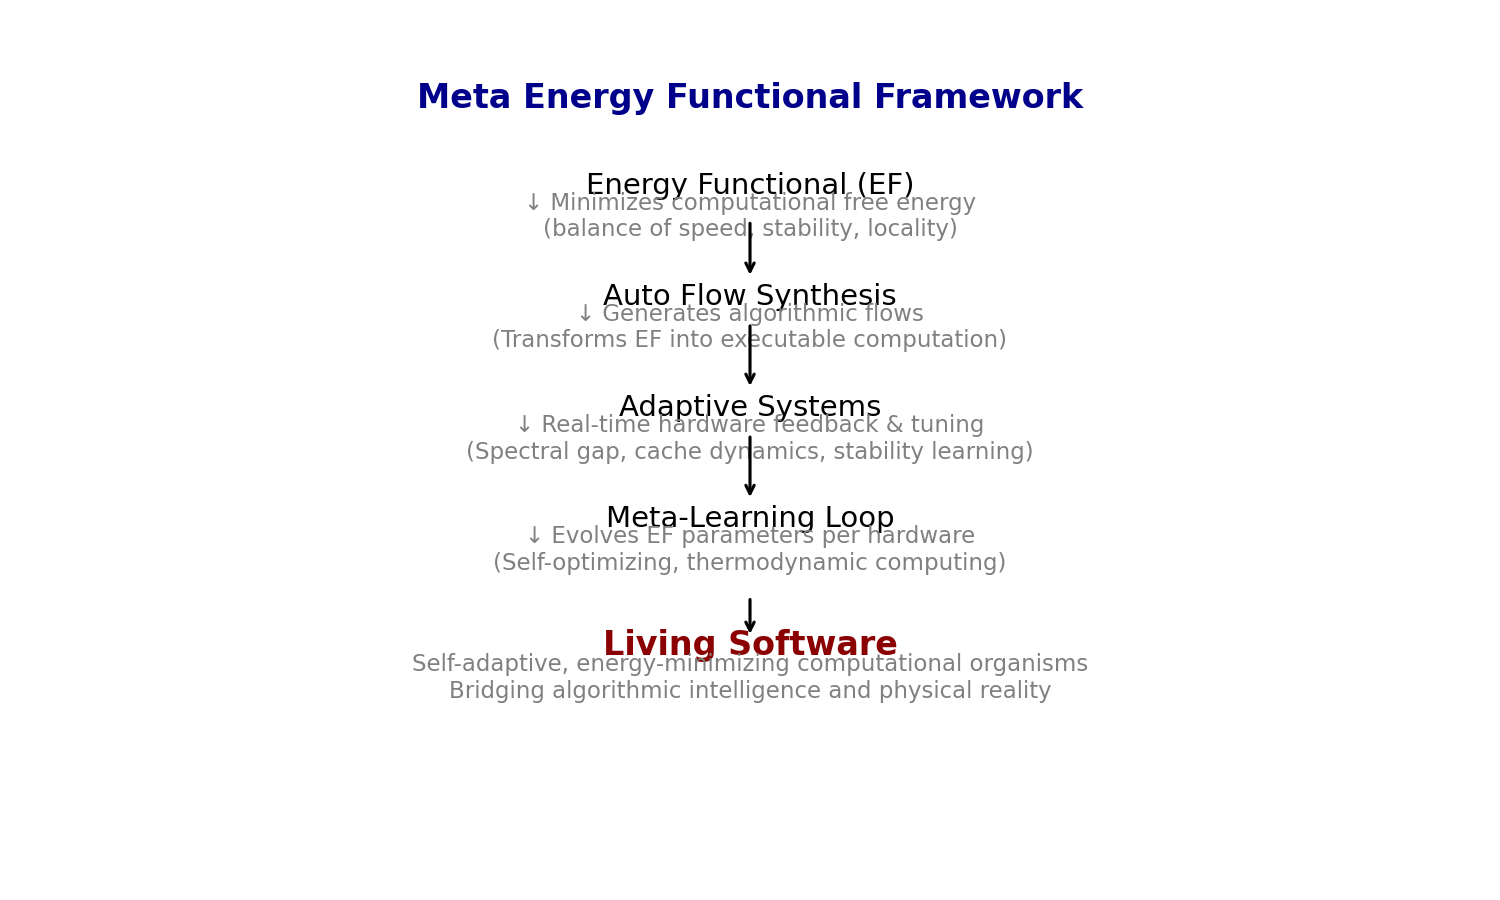 Meta Energy Functional Framework
Energy Functional (EF)
↓ Minimizes computational free energy
(balance of speed, stability, locality)
Auto Flow Synthesis
↓ Generates algorithmic flows
(Transforms EF into executable computation)
Adaptive Systems
↓ Real-time hardware feedback & tuning
(Spectral gap, cache dynamics, stability learning)
Meta-Learning Loop
↓ Evolves EF parameters per hardware
(Self-optimizing, thermodynamic computing)
Living Software
Self-adaptive, energy-minimizing computational organisms
Bridging algorithmic intelligence and physical reality